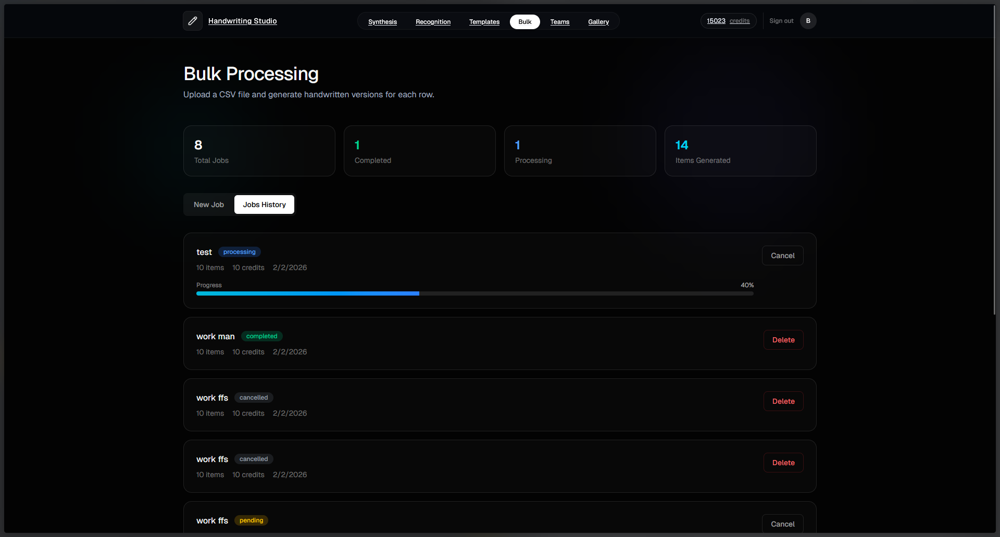 Handwriting Studio
Synthesis Recognition Templates Bulk Teams Gallery
15023 credits Sign out B
Bulk Processing
Upload a CSV file and generate handwritten versions for each row.
8
Total Jobs
1
Completed
1
Processing
14
Items Generated
New Job Jobs History
test processing
10 items 10 credits 2/2/2026
Cancel
Progress 40%
work man completed
10 items 10 credits 2/2/2026
Delete
work ffs cancelled
10 items 10 credits 2/2/2026
Delete
work ffs cancelled
10 items 10 credits 2/2/2026
Delete
work ffs pending
Cancel